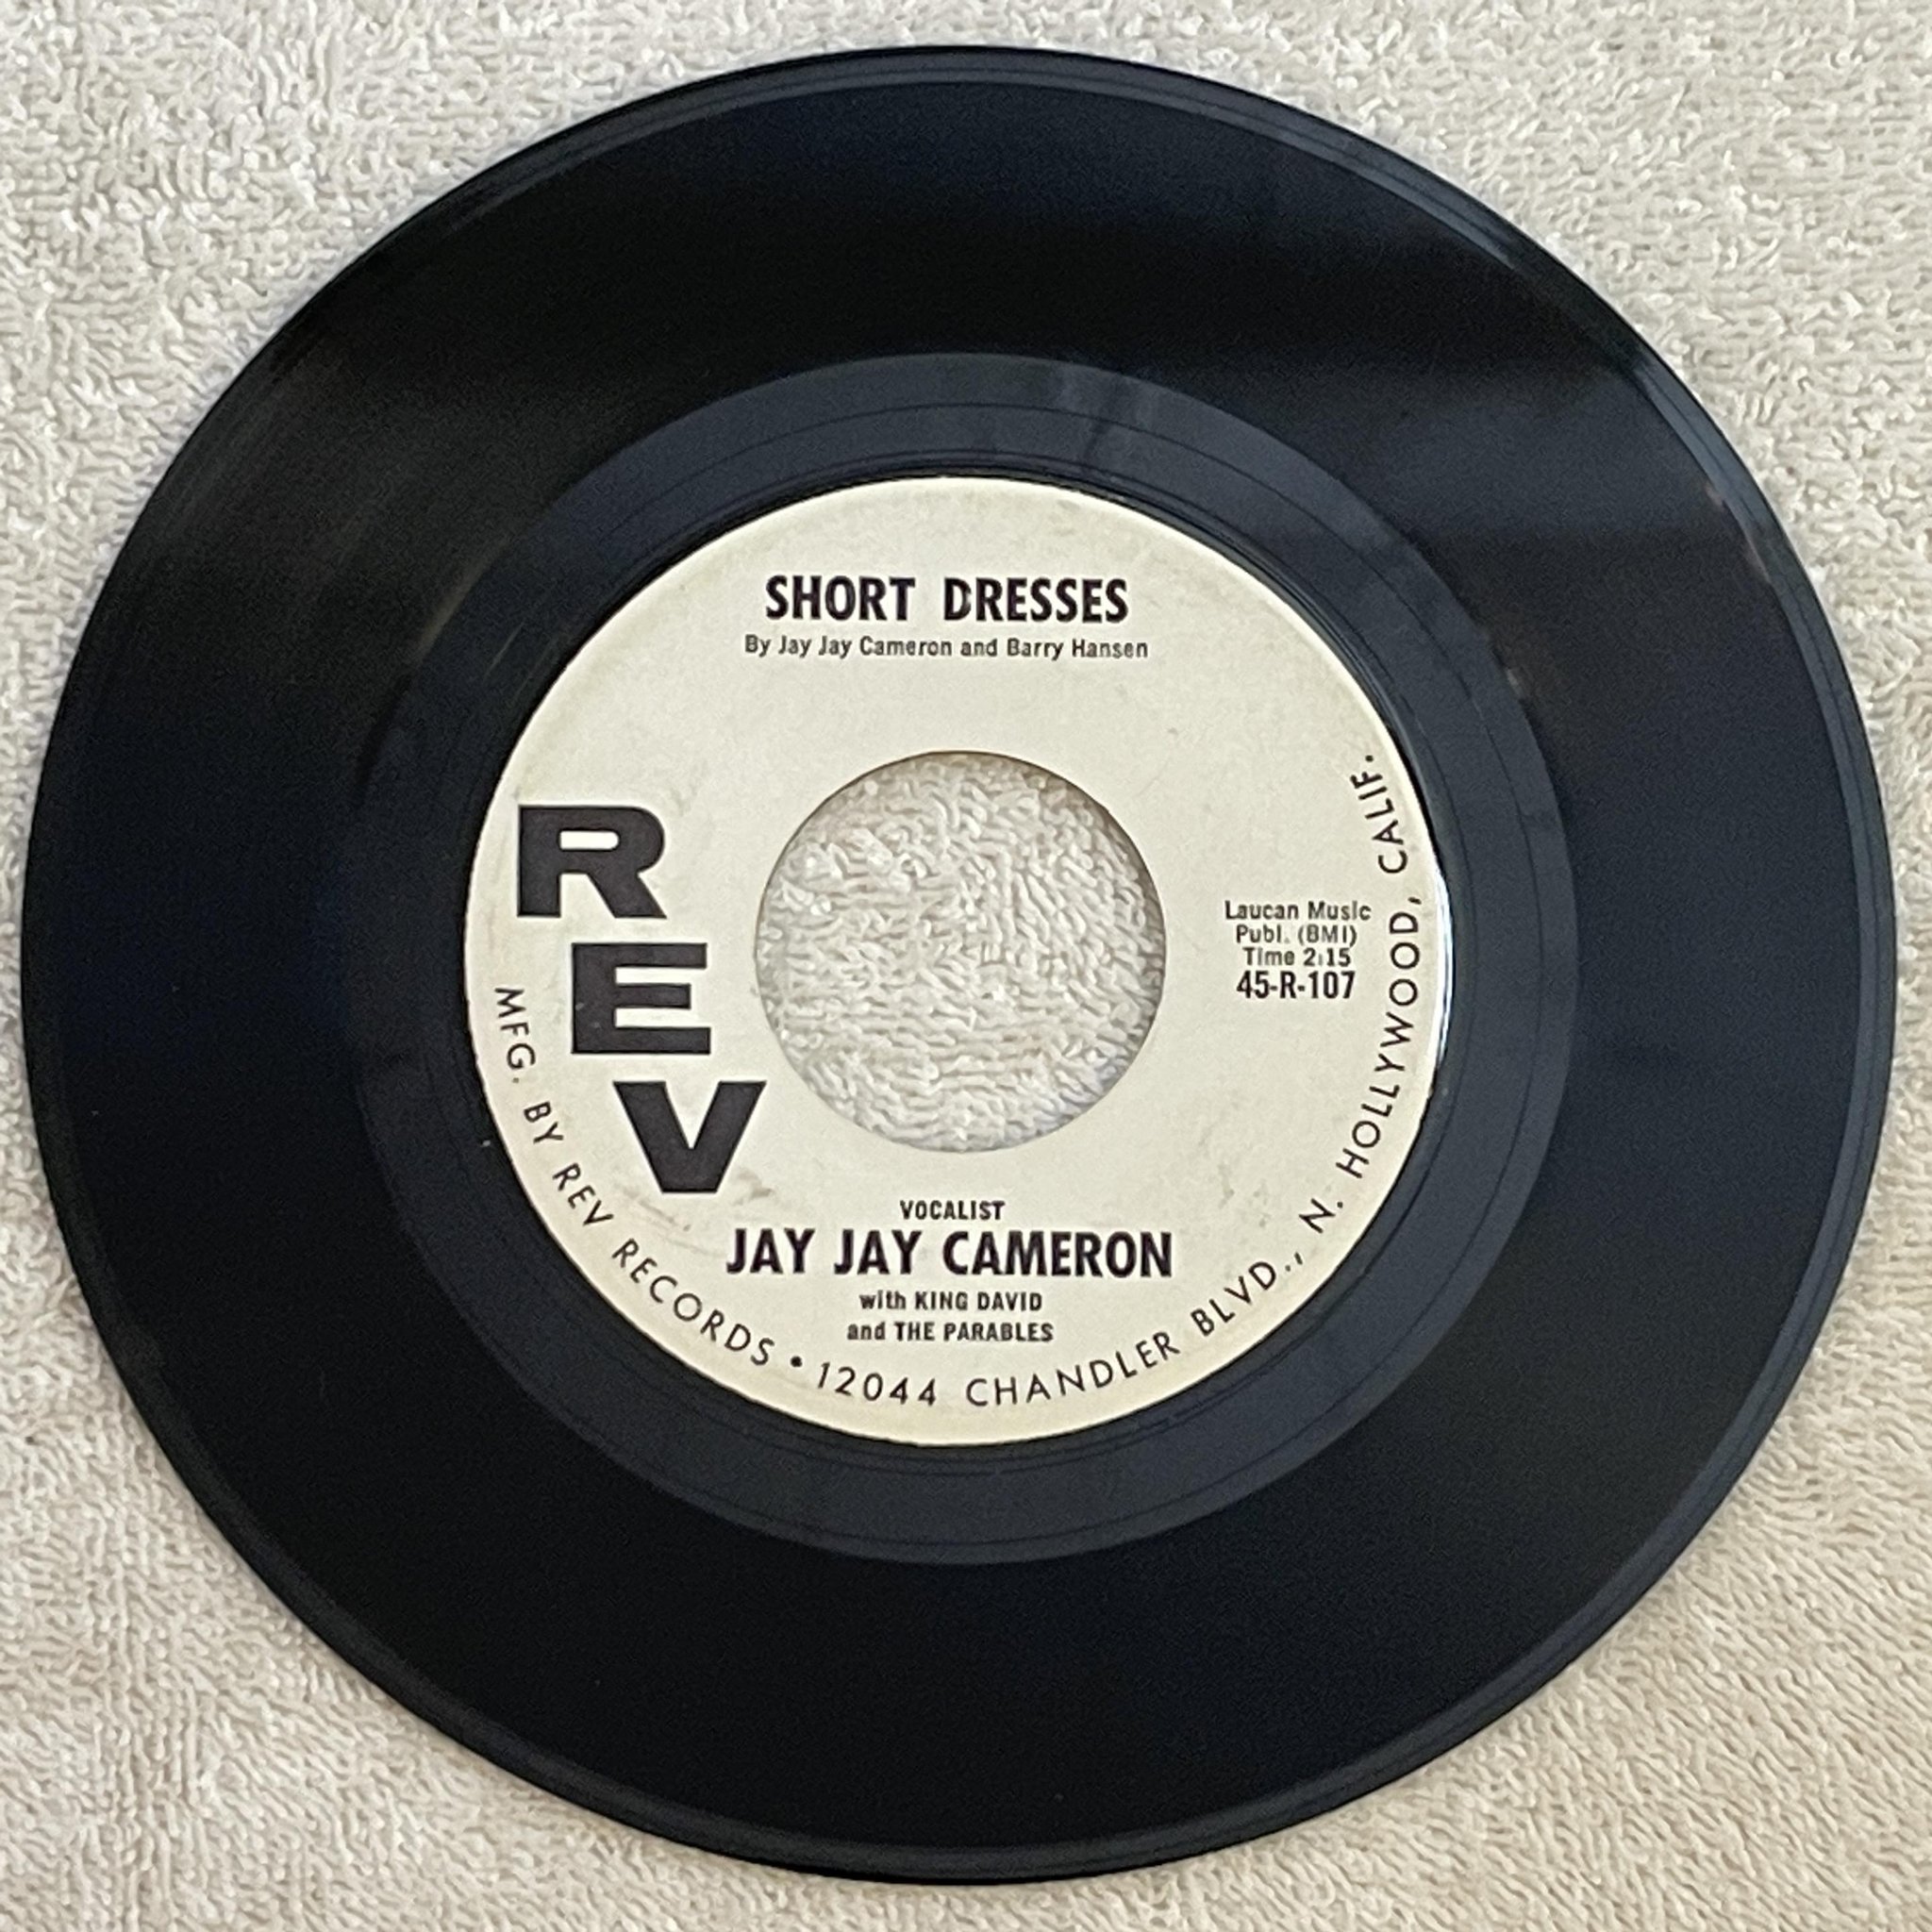 SHORT DRESSES
By Jay Jay Cameron and Barry Hansen
R
E
V
Laucan Music
Publ. (BMI)
Time 2:15
45-R-107
VOCALIST
JAY JAY CAMERON
with KING DAVID
and THE PARABLES
MFG. BY REV RECORDS • 12044 CHANDLER BLVD., N. HOLLYWOOD, CALIF.